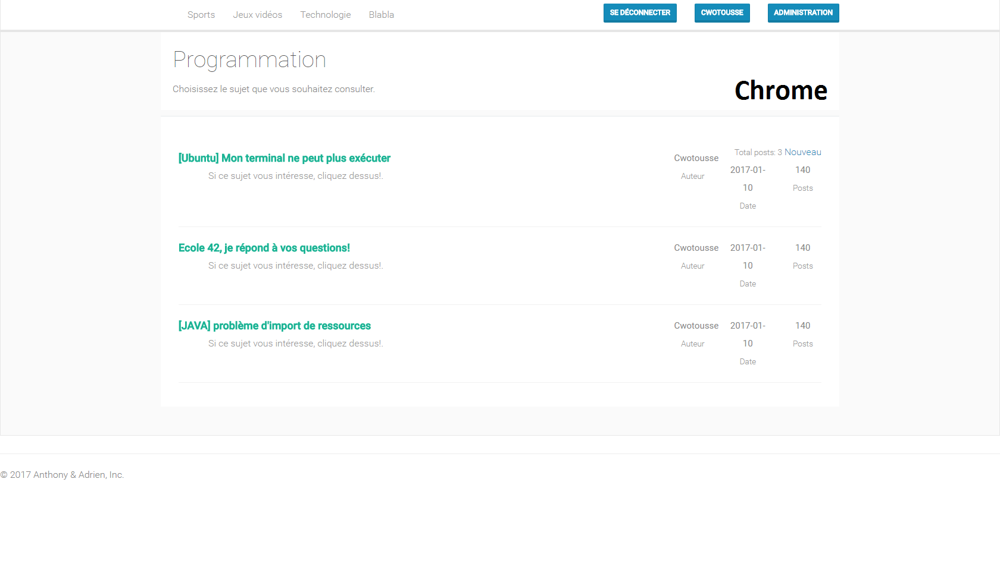 Sports Jeux vidéos Technologie Blabla SE DÉCONNECTER CWOTOUSSE ADMINISTRATION
Programmation
Choisissez le sujet que vous souhaitez consulter.
Chrome
Total posts: 3 Nouveau
[Ubuntu] Mon terminal ne peut plus exécuter
Si ce sujet vous intéresse, cliquez dessus!.
Cwotousse
Auteur
2017-01-
10
Date
140
Posts
Ecole 42, je répond à vos questions!
Si ce sujet vous intéresse, cliquez dessus!.
Cwotousse
Auteur
2017-01-
10
Date
140
Posts
[JAVA] problème d'import de ressources
Si ce sujet vous intéresse, cliquez dessus!.
Cwotousse
Auteur
2017-01-
10
Date
140
Posts
© 2017 Anthony & Adrien, Inc.